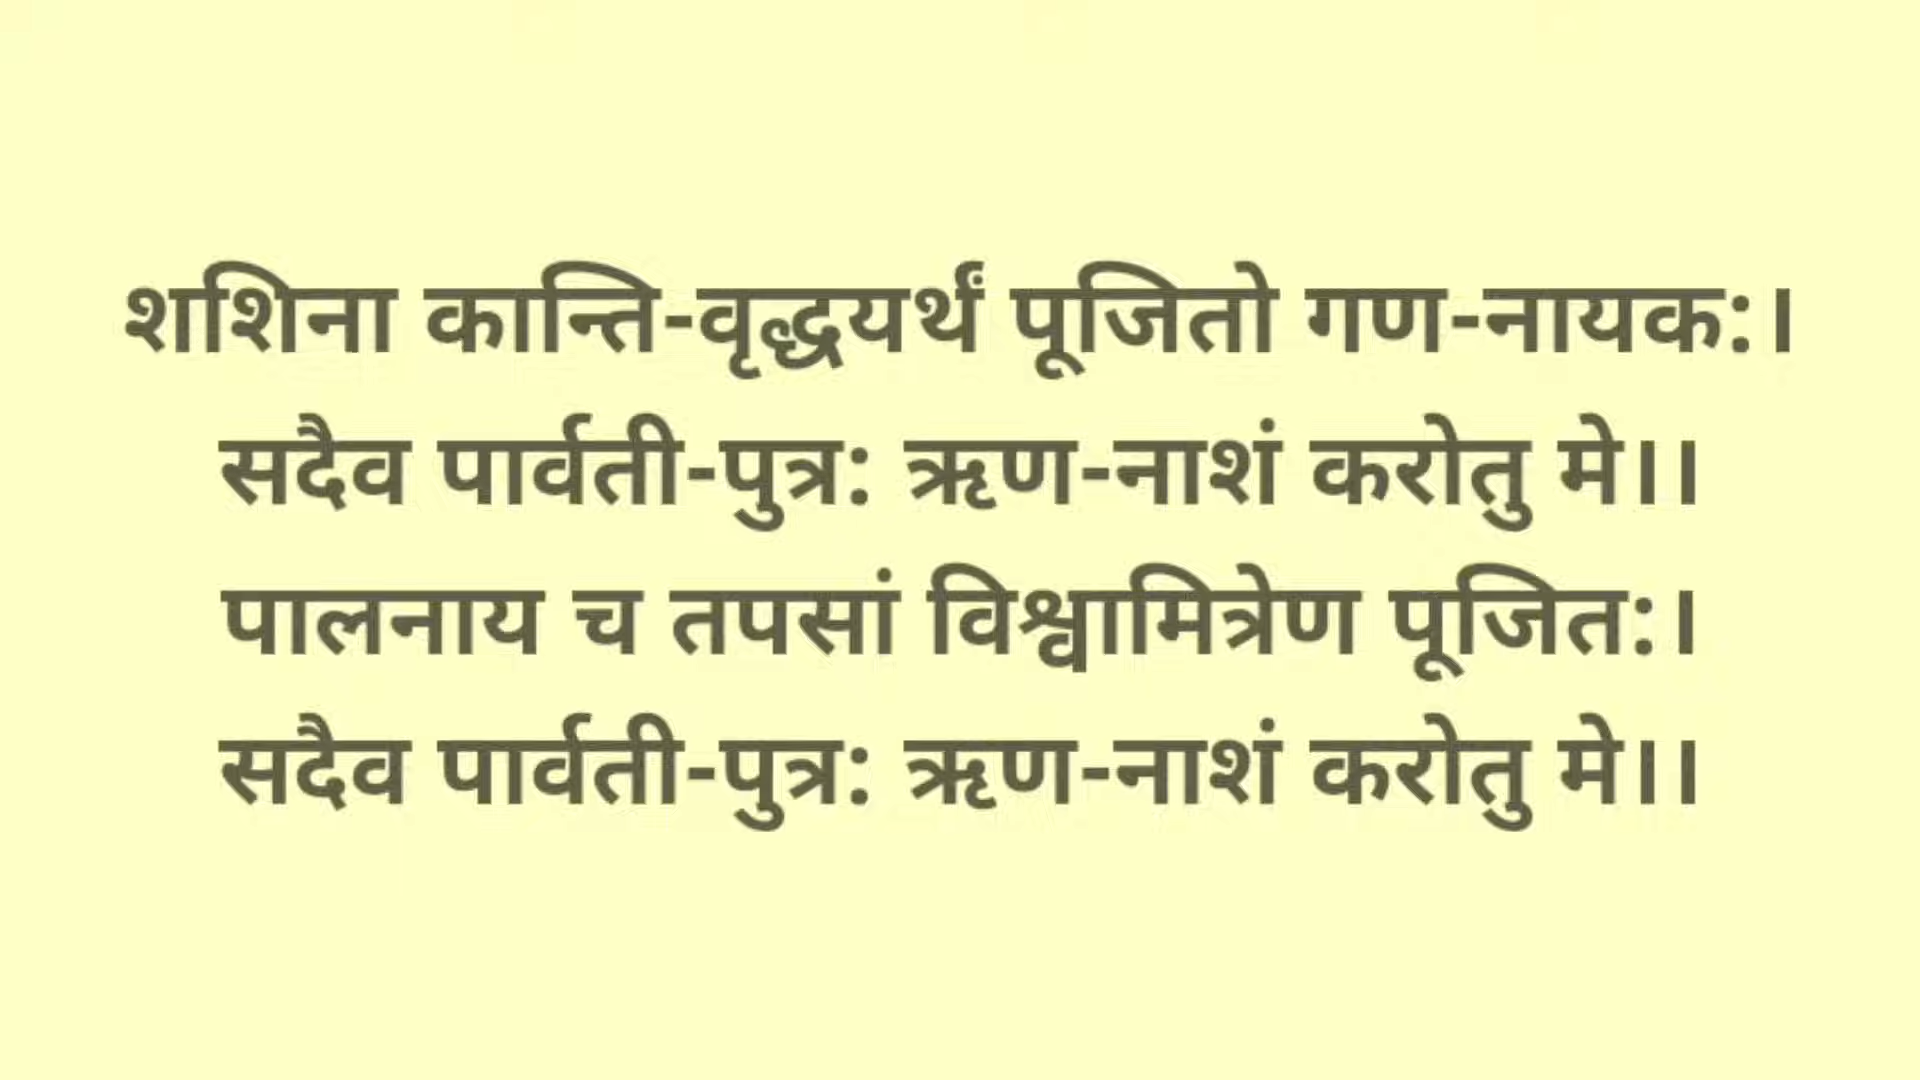 शशिना कान्ति-वृद्धयर्थं पूजितो गण-नायक:।
सदैव पार्वती-पुत्र: ऋण-नाशं करोतु मे।।
पालनाय च तपसां विश्वामित्रेण पूजित:।
सदैव पार्वती-पुत्र: ऋण-नाशं करोतु मे।।